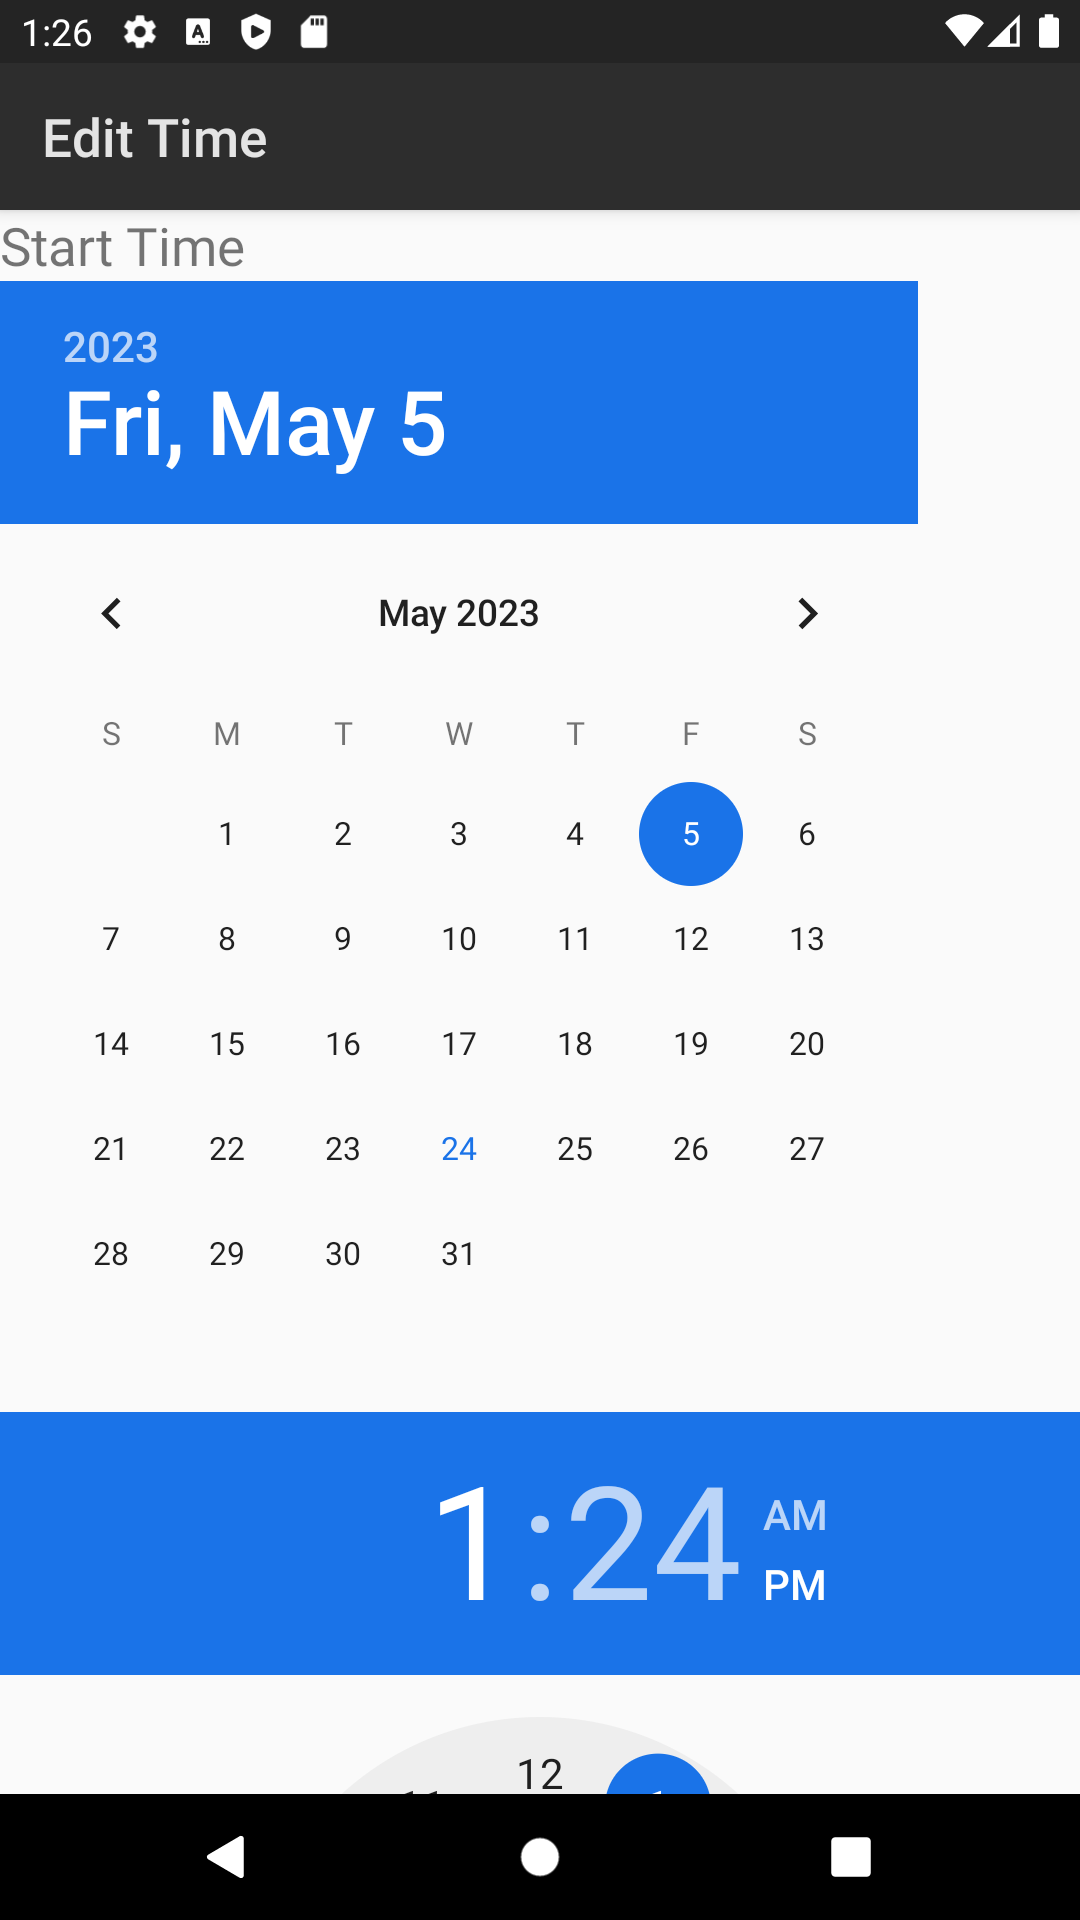 1:26
Edit Time
Start Time
2023
Fri, May 5
May 2023
S M T W T F S
1 2 3 4 5 6
7 8 9 10 11 12 13
14 15 16 17 18 19 20
21 22 23 24 25 26 27
28 29 30 31
1:24
AM
PM
12